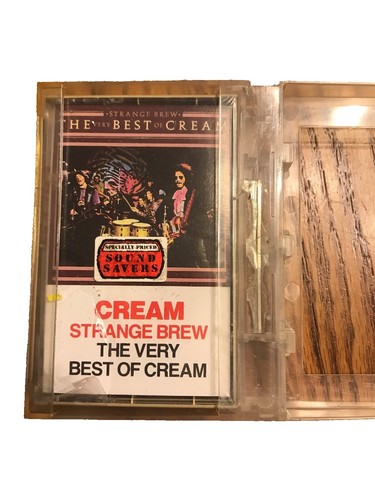 • STRANGE BREW •
THE VERY BEST OF CREAM
SPECIALLY PRICED
SOUND
SAVERS
CREAM
STRANGE BREW
THE VERY
BEST OF CREAM